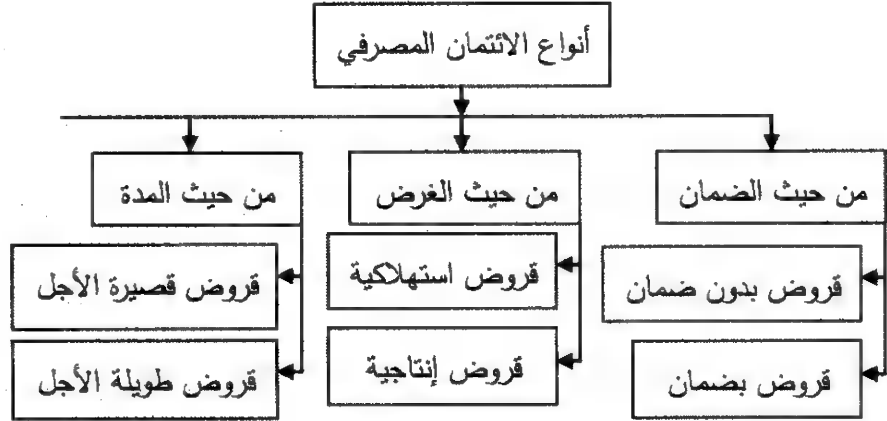 أنواع الائتمان المصرفي
من حيث الضمان
من حيث الغرض
من حيث المدة
قروض بدون ضمان
قروض استهلاكية
قروض قصيرة الأجل
قروض بضمان
قروض إنتاجية
قروض طويلة الأجل